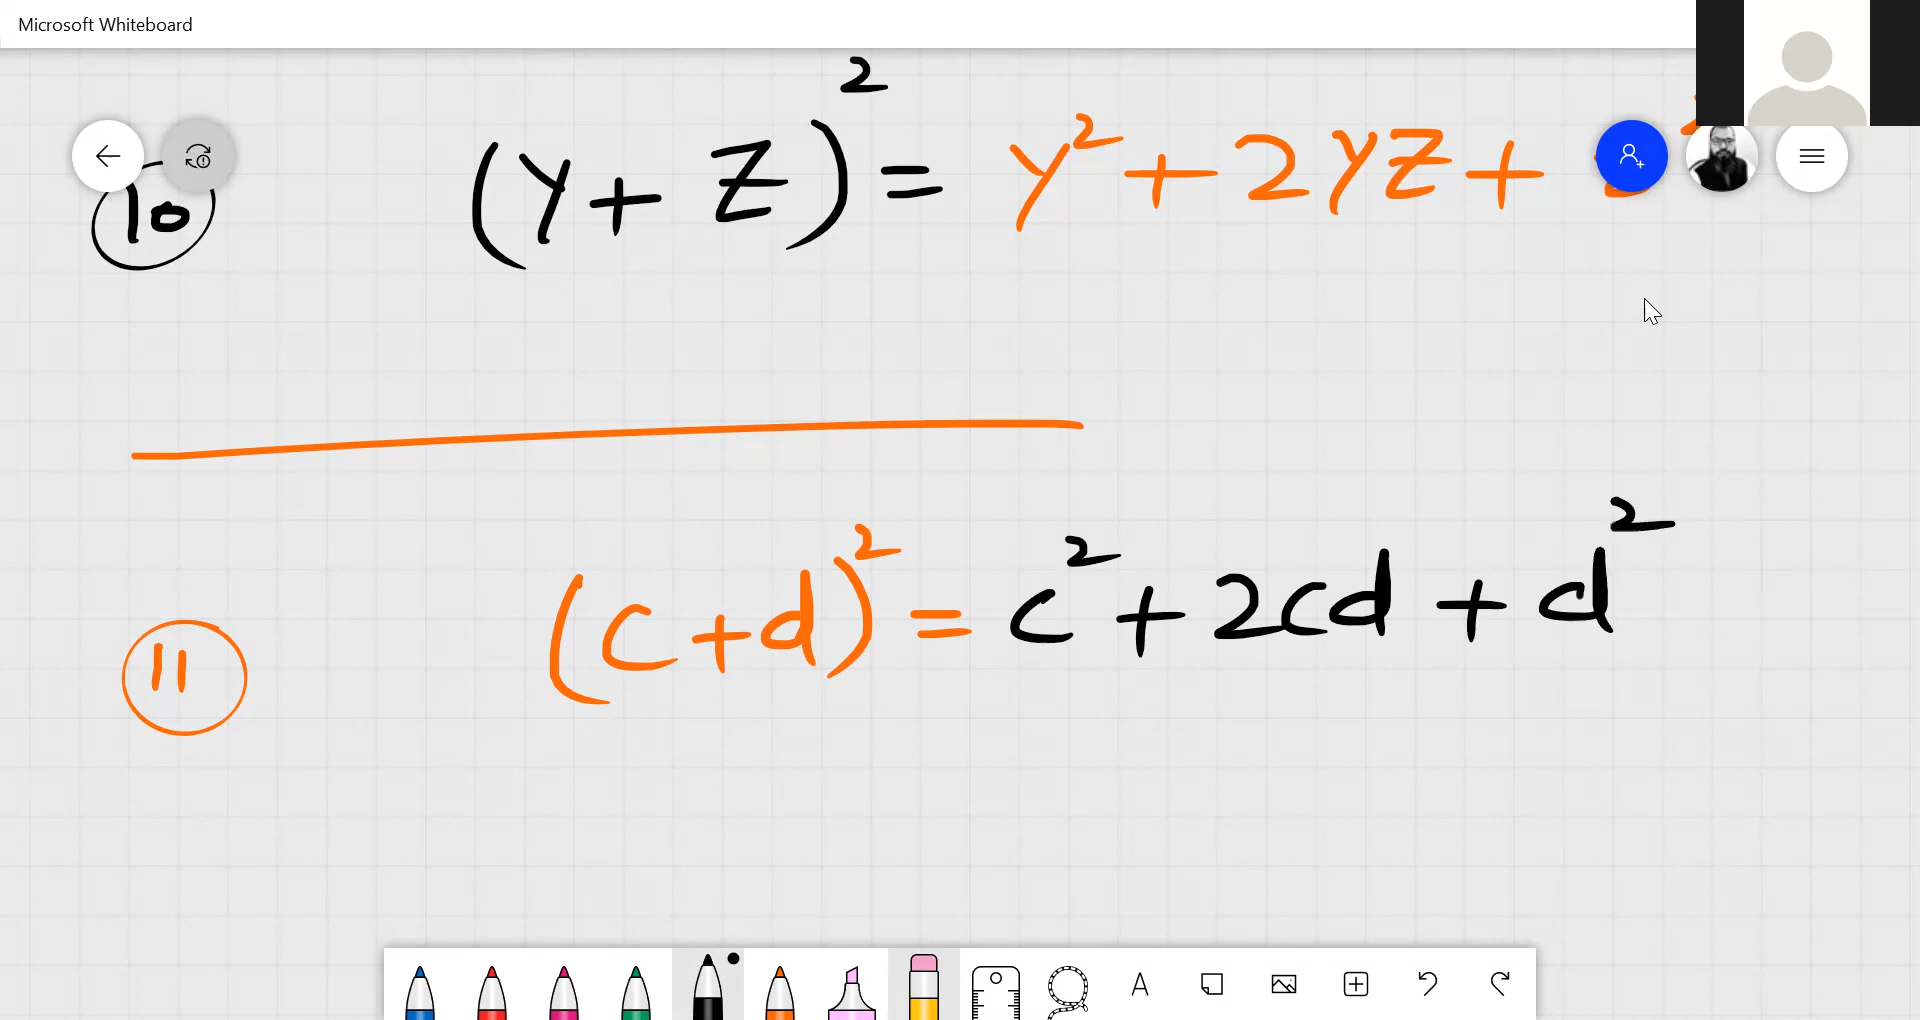 Microsoft Whiteboard
10 (y + z)² = y² + 2yz +
11 (c+d)² = c² + 2cd + d²
A